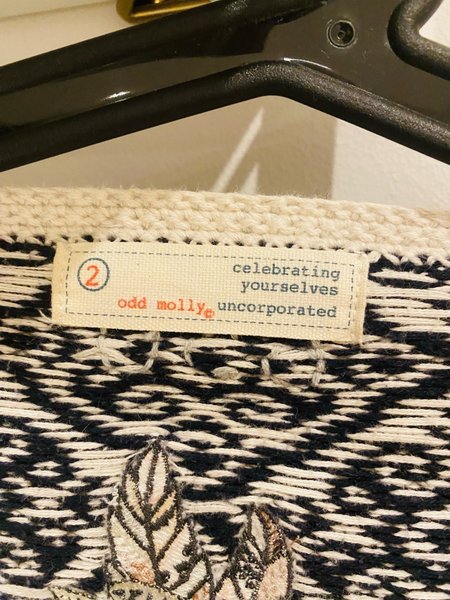 2
celebrating
yourselves
odd molly© uncorporated